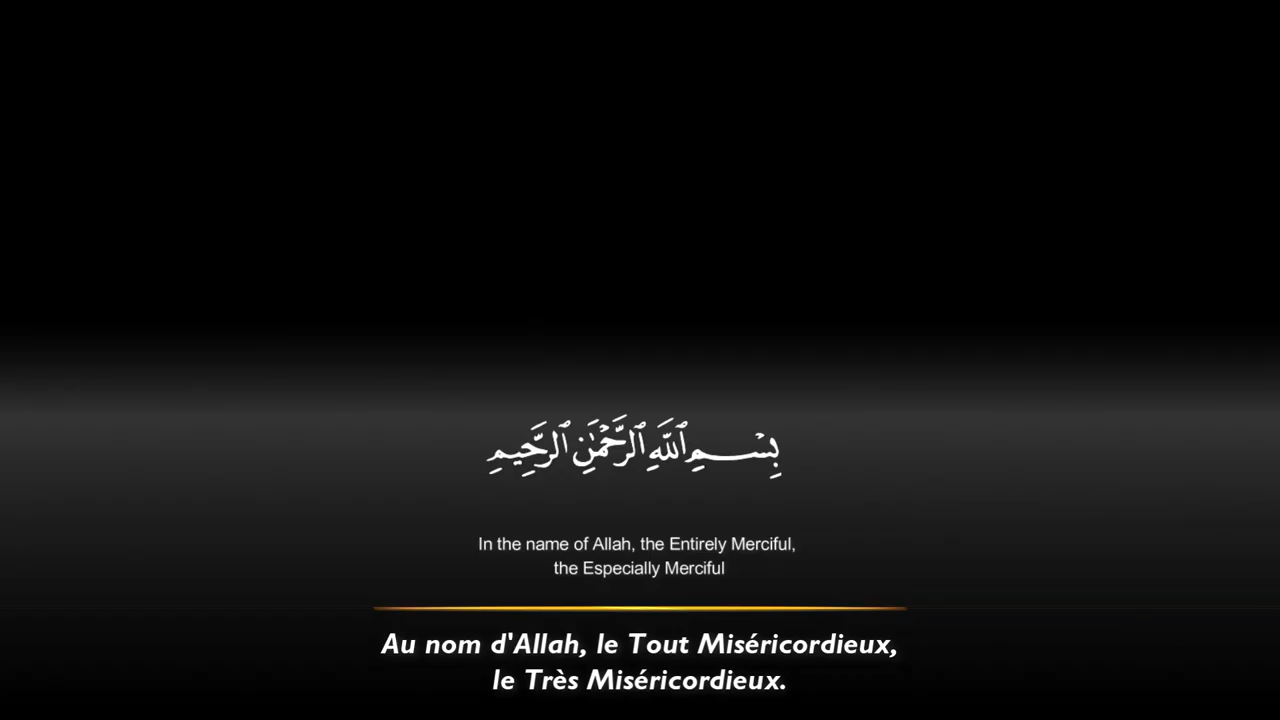 بِسْمِ ٱللَّهِ ٱلرَّحْمَٰنِ ٱلرَّحِيمِ
In the name of Allah, the Entirely Merciful,
the Especially Merciful
Au nom d'Allah, le Tout Miséricordieux,
le Très Miséricordieux.